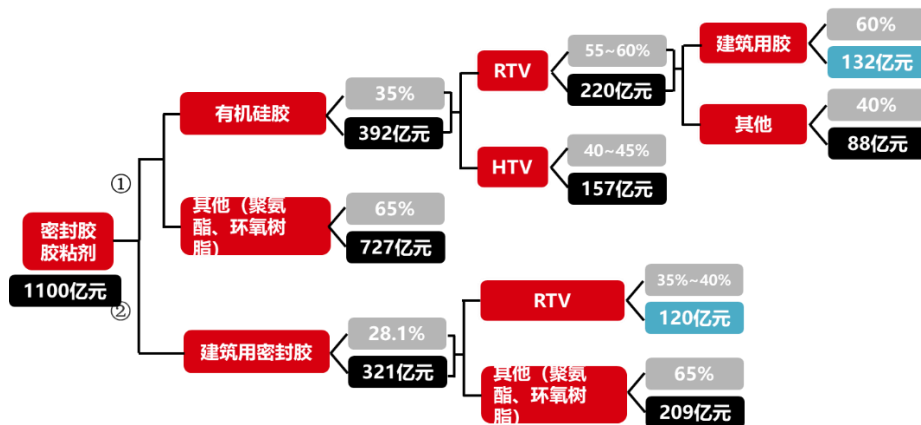 55~60%
60%
建筑用胶
132亿元
RTV
220亿元
35%
有机硅胶
392亿元
40%
其他
88亿元
40~45%
HTV
157亿元
①
其他（聚氨
酯、环氧树
脂）
65%
727亿元
密封胶
胶粘剂
1100亿元
②
35%~40%
RTV
120亿元
28.1%
建筑用密封胶
321亿元
其他（聚氨
酯、环氧树
脂）
65%
209亿元